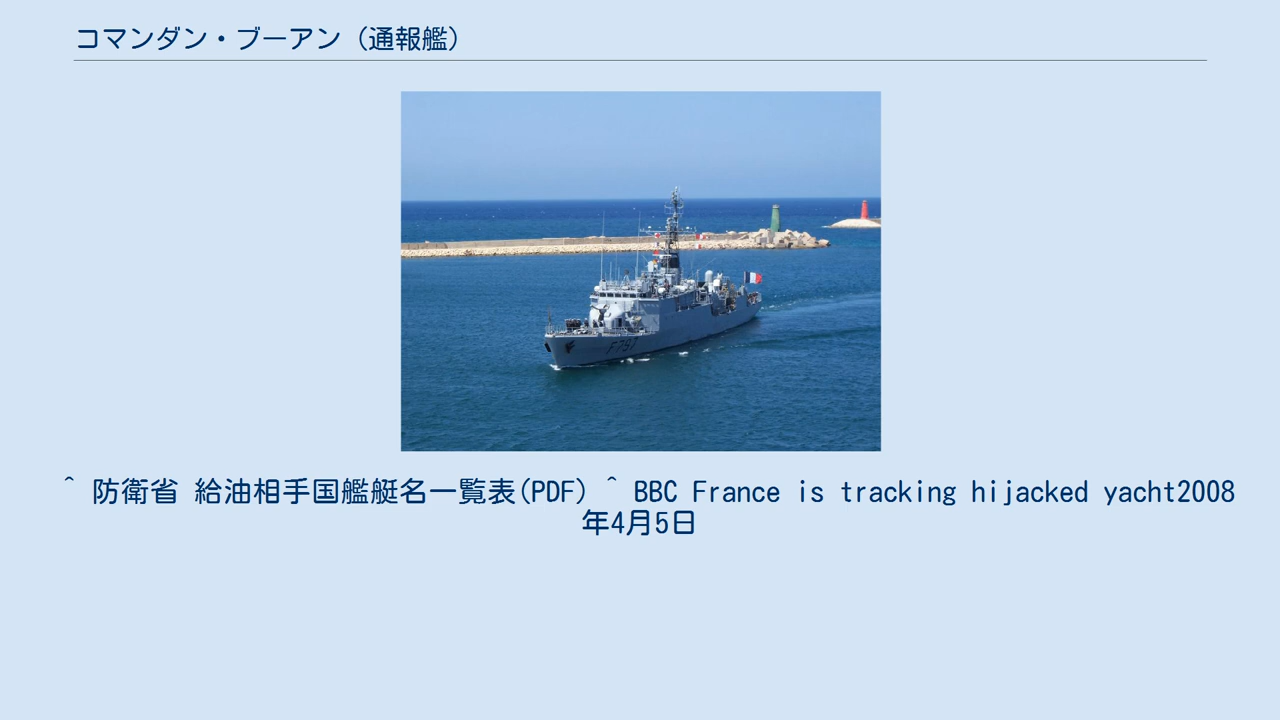 コマンダン・ブーアン（通報艦）
F797
^ 防衛省 給油相手国艦艇名一覧表(PDF) ^ BBC France is tracking hijacked yacht2008
年4月5日